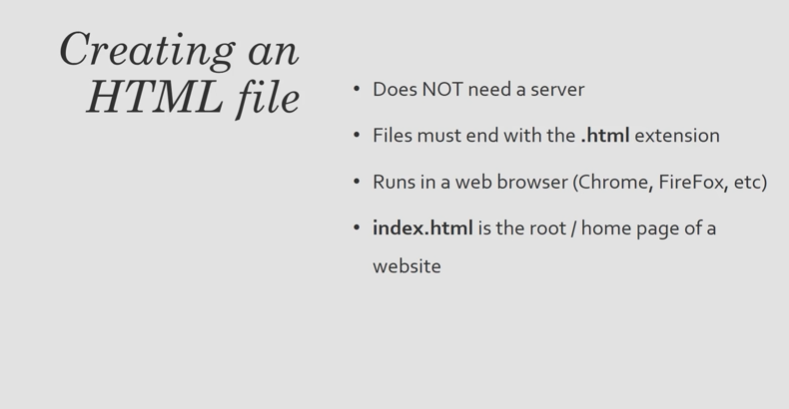 Creating an
HTML file
• Does NOT need a server
• Files must end with the .html extension
• Runs in a web browser (Chrome, FireFox, etc)
• index.html is the root / home page of a
website